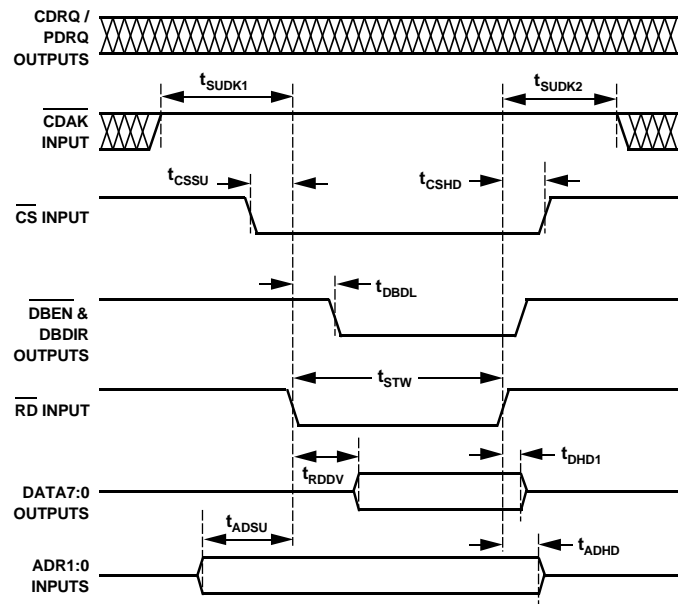 CDRQ /
PDRQ
OUTPUTS
tSUDK1
tSUDK2
CDAK
INPUT
tCSSU
tCSHD
CS INPUT
tDBDL
DBEN &
DBDIR
OUTPUTS
tSTW
RD INPUT
tRDDV
tDHD1
DATA7:0
OUTPUTS
tADSU
tADHD
ADR1:0
INPUTS